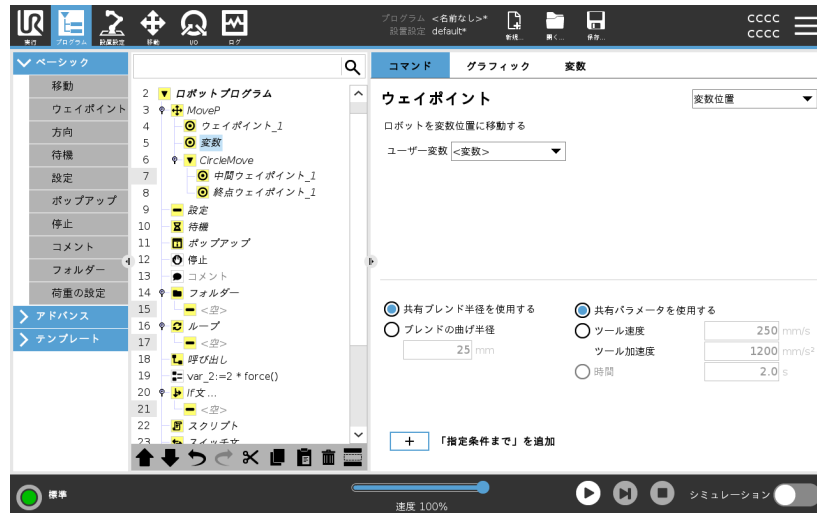 UR
実行
プログラム
設置設定
移動
I/O
ログ
プログラム <名前なし>*
設置設定 default*
新規...
開く...
保存...
CCCC
CCCC
ベーシック
移動
ウェイポイント
方向
待機
設定
ポップアップ
停止
コメント
フォルダー
荷重の設定
アドバンス
テンプレート
2 ロボットプログラム
3 MoveP
4 ウェイポイント_1
5 変数
6 CircleMove
7 中間ウェイポイント_1
8 終点ウェイポイント_1
9 設定
10 待機
11 ポップアップ
12 停止
13 コメント
14 フォルダー
15 <空>
16 ループ
17 <空>
18 呼び出し
19 var_2:=2 * force()
20 If文...
21 <空>
22 スクリプト
23 スイッチ文
コマンド グラフィック 変数
ウェイポイント
変数位置
ロボットを変数位置に移動する
ユーザー変数 <変数>
共有ブレンド半径を使用する
ブレンドの曲げ半径
25 mm
共有パラメータを使用する
ツール速度 250 mm/s
ツール加速度 1200 mm/s²
時間 2.0 s
+ 「指定条件まで」を追加
標準
速度 100%
シミュレーション